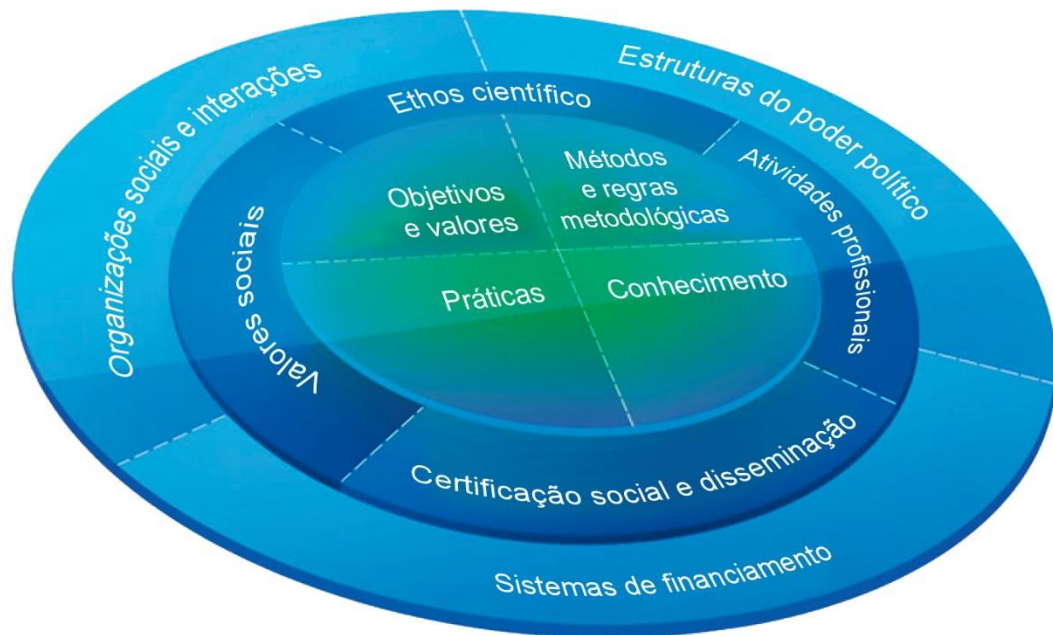 Organizações sociais e interações
Estruturas do poder político
Ethos científico
Atividades profissionais
Valores sociais
Objetivos
e valores
Métodos
e regras
metodológicas
Práticas
Conhecimento
Certificação social e disseminação
Sistemas de financiamento